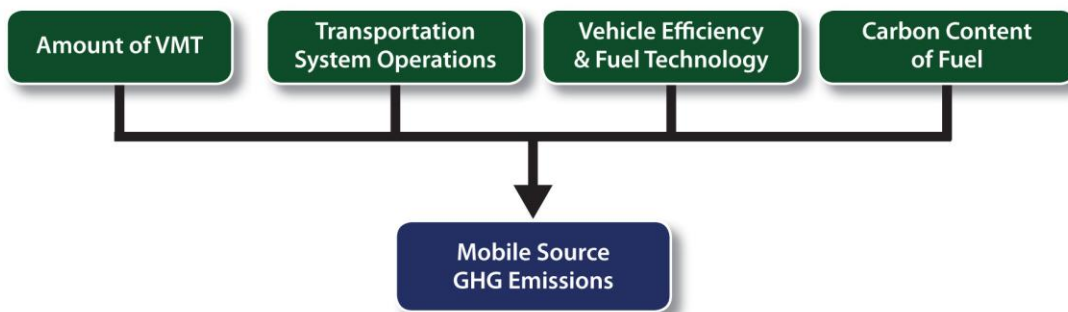 Amount of VMT
Transportation
System Operations
Vehicle Efficiency
& Fuel Technology
Carbon Content
of Fuel
Mobile Source
GHG Emissions